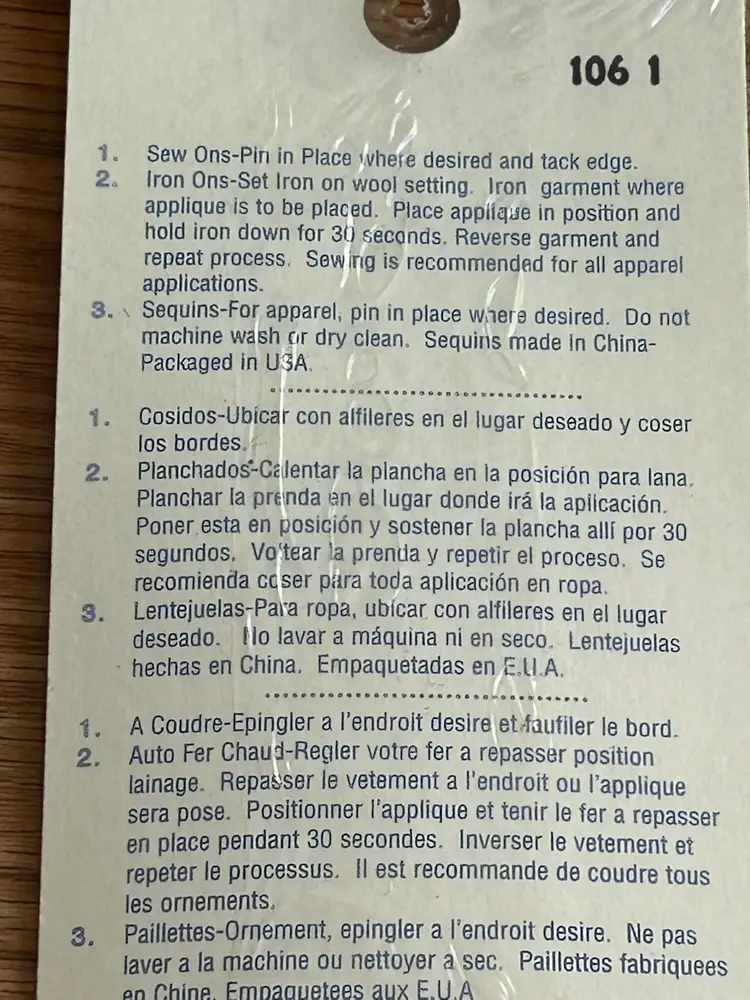 106 1
1. Sew Ons-Pin in Place where desired and tack edge.
2. Iron Ons-Set Iron on wool setting. Iron garment where
applique is to be placed. Place applique in position and
hold iron down for 30 seconds. Reverse garment and
repeat process. Sewing is recommended for all apparel
applications.
3. Sequins-For apparel, pin in place where desired. Do not
machine wash or dry clean. Sequins made in China-
Packaged in USA.
1. Cosidos-Ubicar con alfileres en el lugar deseado y coser
los bordes.
2. Planchados-Calentar la plancha en la posición para lana.
Planchar la prenda en el lugar donde irá la aplicación.
Poner esta en posición y sostener la plancha allí por 30
segundos. Voltear la prenda y repetir el proceso. Se
recomienda coser para toda aplicación en ropa.
3. Lentejuelas-Para ropa, ubicar con alfileres en el lugar
deseado. No lavar a máquina ni en seco. Lentejuelas
hechas en China. Empaquetadas en E.U.A.
1. A Coudre-Epingler a l'endroit desire et faufiler le bord.
2. Auto Fer Chaud-Regler votre fer a repasser position
lainage. Repasser le vetement a l'endroit ou l'applique
sera pose. Positionner l'applique et tenir le fer a repasser
en place pendant 30 secondes. Inverser le vetement et
repeter le processus. Il est recommande de coudre tous
les ornements.
3. Paillettes-Ornement, epingler a l'endroit desire. Ne pas
laver a la machine ou nettoyer a sec. Paillettes fabriquees
en Chine. Empaquetees aux E.U.A